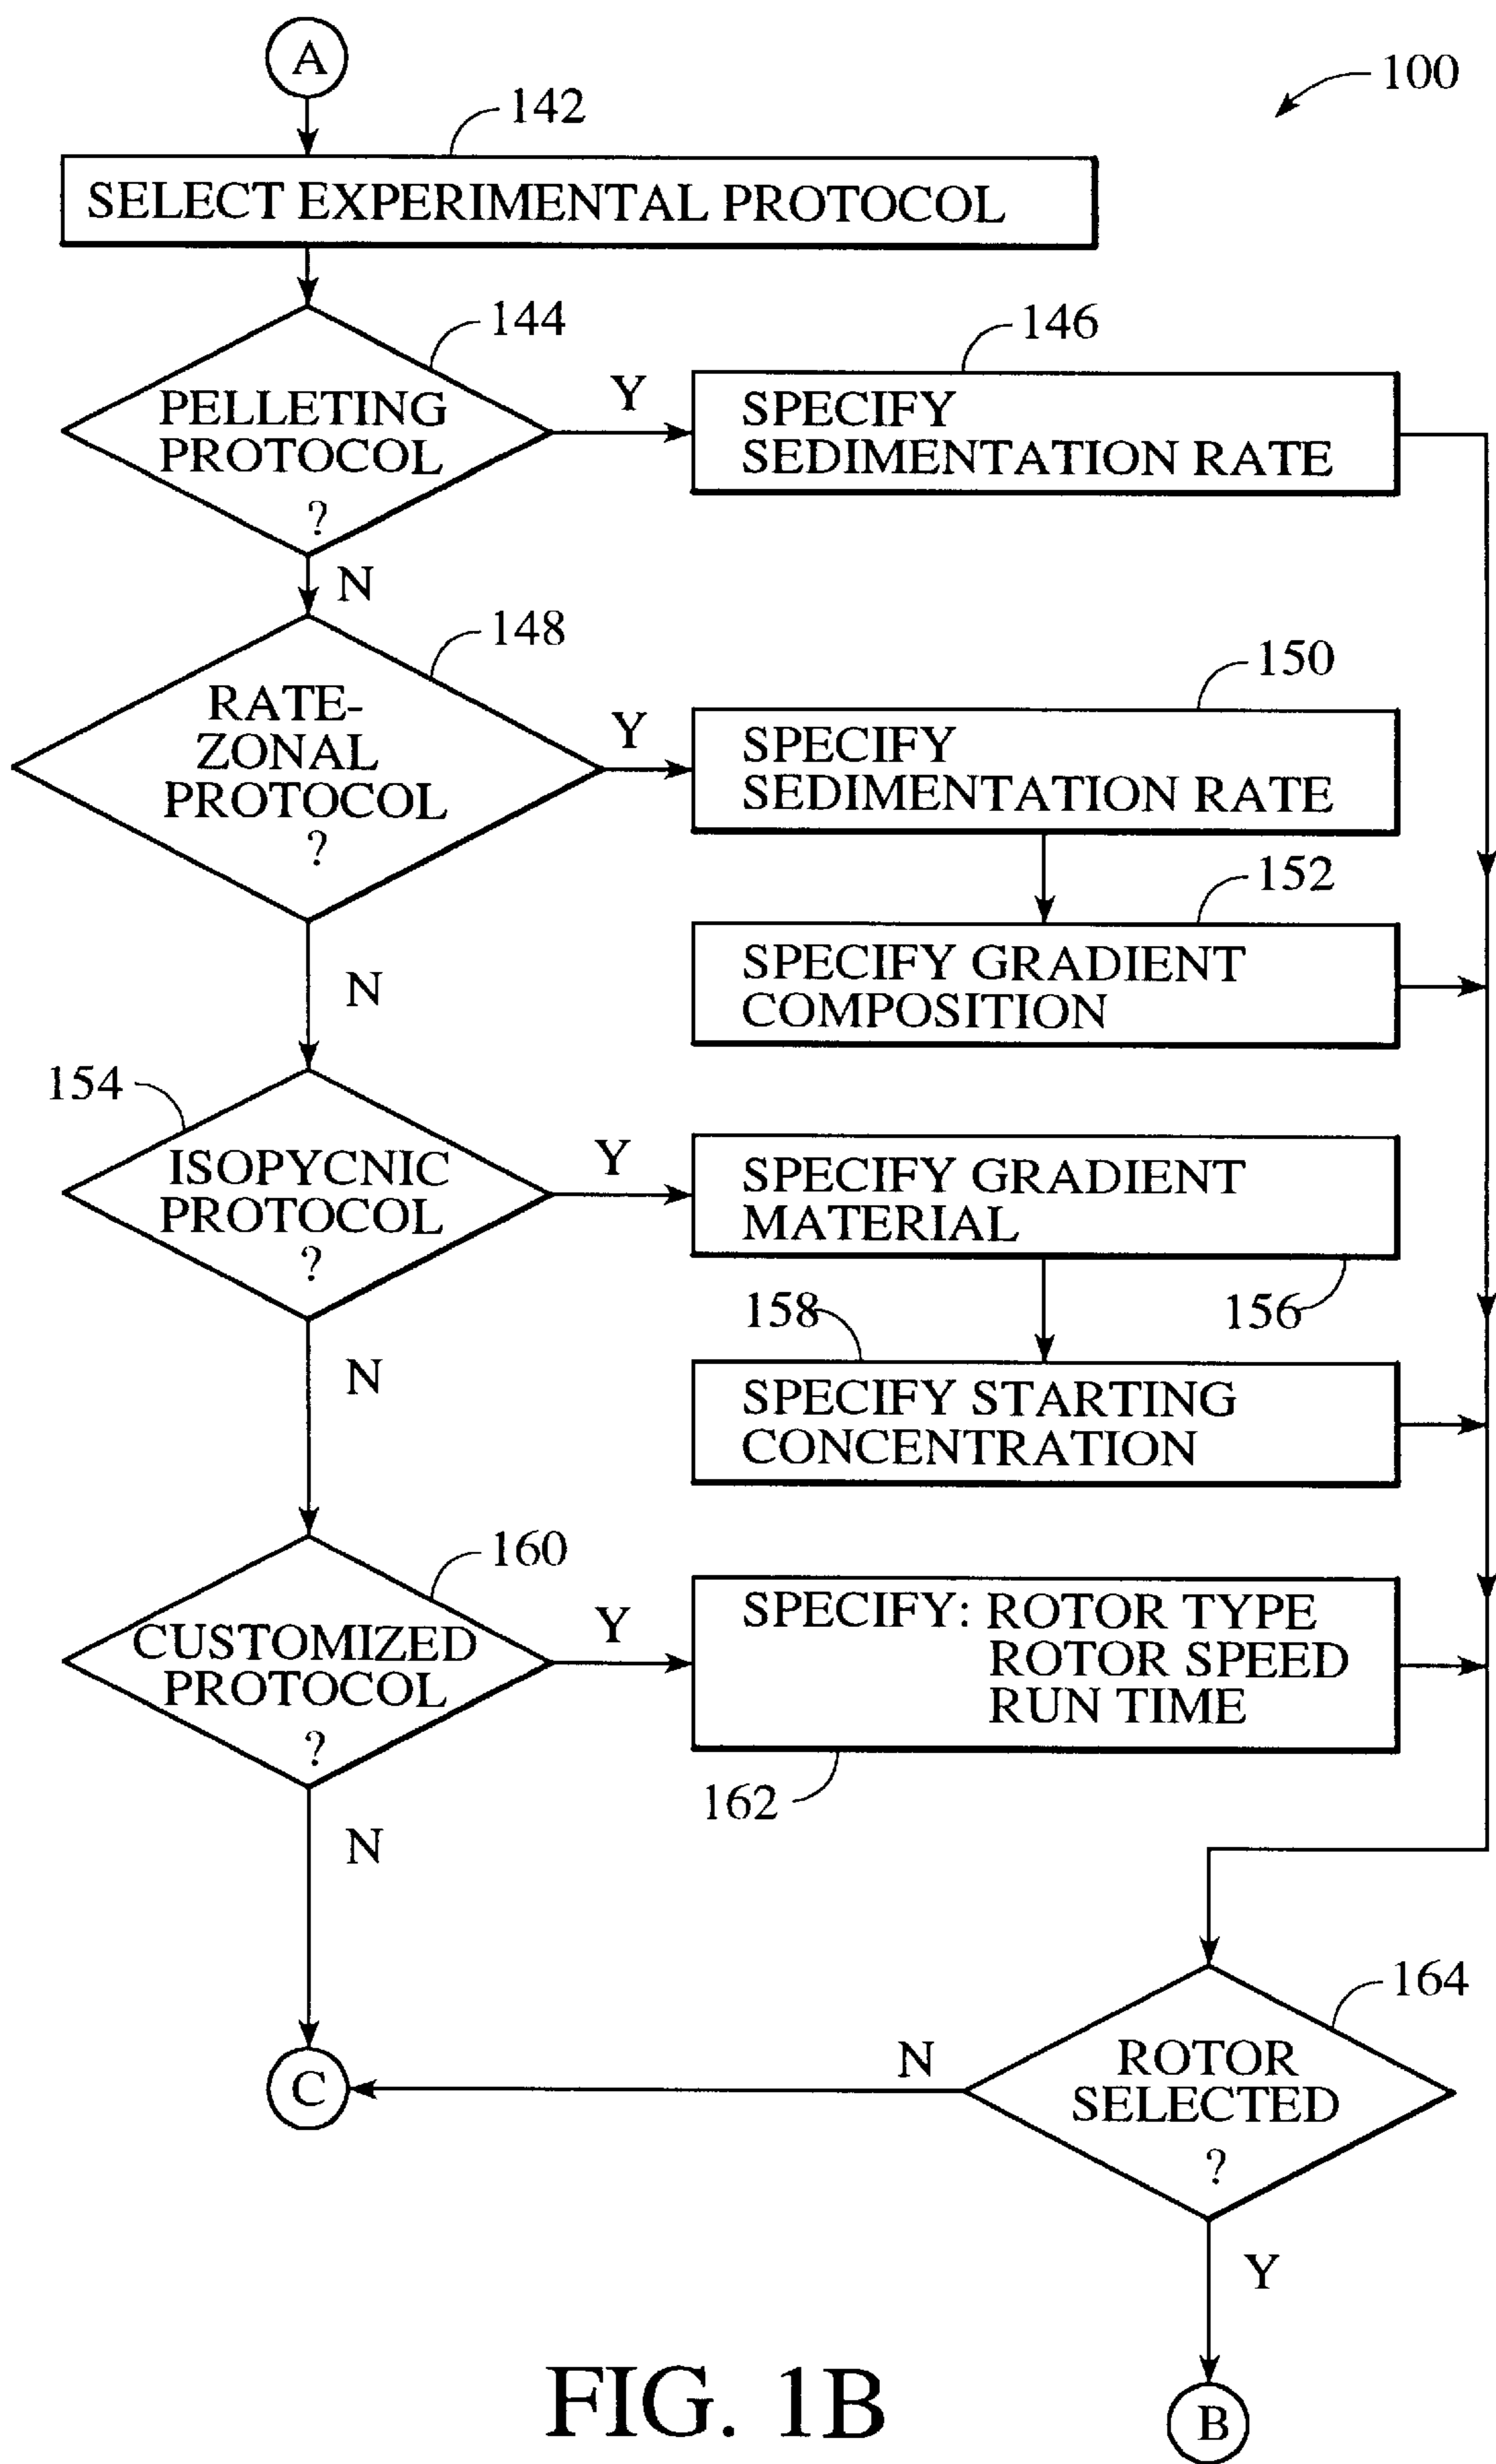 A
100
142
SELECT EXPERIMENTAL PROTOCOL
144
PELLETING
PROTOCOL
?
Y
146
SPECIFY
SEDIMENTATION RATE
N
148
RATE-
ZONAL
PROTOCOL
?
Y
150
SPECIFY
SEDIMENTATION RATE
152
SPECIFY GRADIENT
COMPOSITION
N
154
ISOPYCNIC
PROTOCOL
?
Y
SPECIFY GRADIENT
MATERIAL
156
158
SPECIFY STARTING
CONCENTRATION
N
160
CUSTOMIZED
PROTOCOL
?
Y
SPECIFY: ROTOR TYPE
ROTOR SPEED
RUN TIME
162
N
164
ROTOR
SELECTED
?
N
C
Y
B
FIG. 1B